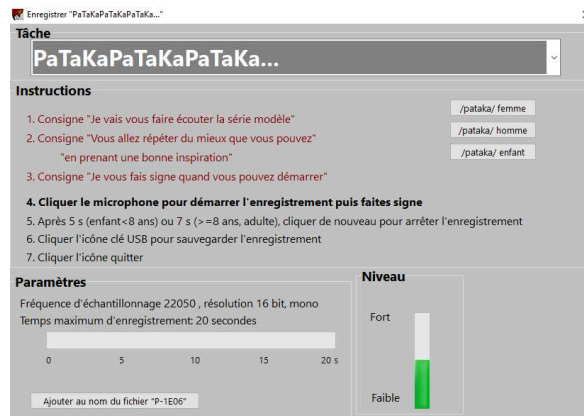 Enregistrer "PaTaKaPaTaKaPaTaKa..."
Tâche
PaTaKaPaTaKaPaTaKa...
Instructions
1. Consigne "Je vais vous faire écouter la série modèle"
2. Consigne "Vous allez répéter du mieux que vous pouvez"
"en prenant une bonne inspiration"
3. Consigne "Je vous fais signe quand vous pouvez démarrer"
/pataka/ femme
/pataka/ homme
/pataka/ enfant
4. Cliquer le microphone pour démarrer l'enregistrement puis faites signe
5. Après 5 s (enfant<8 ans) ou 7 s (>=8 ans, adulte), cliquer de nouveau pour arrêter l'enregistrement
6. Cliquer l'icône clé USB pour sauvegarder l'enregistrement
7. Cliquer l'icône quitter
Paramètres
Fréquence d'échantillonnage 22050 , résolution 16 bit, mono
Temps maximum d'enregistrement: 20 secondes
0 5 10 15 20 s
Ajouter au nom du fichier "P-1E06"
Niveau
Fort
Faible